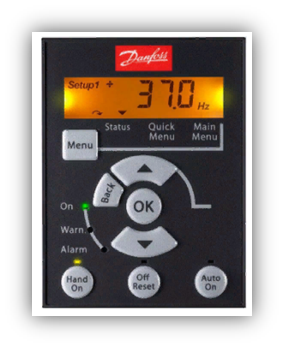 Danfoss
Setup1 + 37.0 Hz
Status Quick Menu Main Menu
Menu
Back
OK
On
Warn.
Alarm
Hand On
Off Reset
Auto On